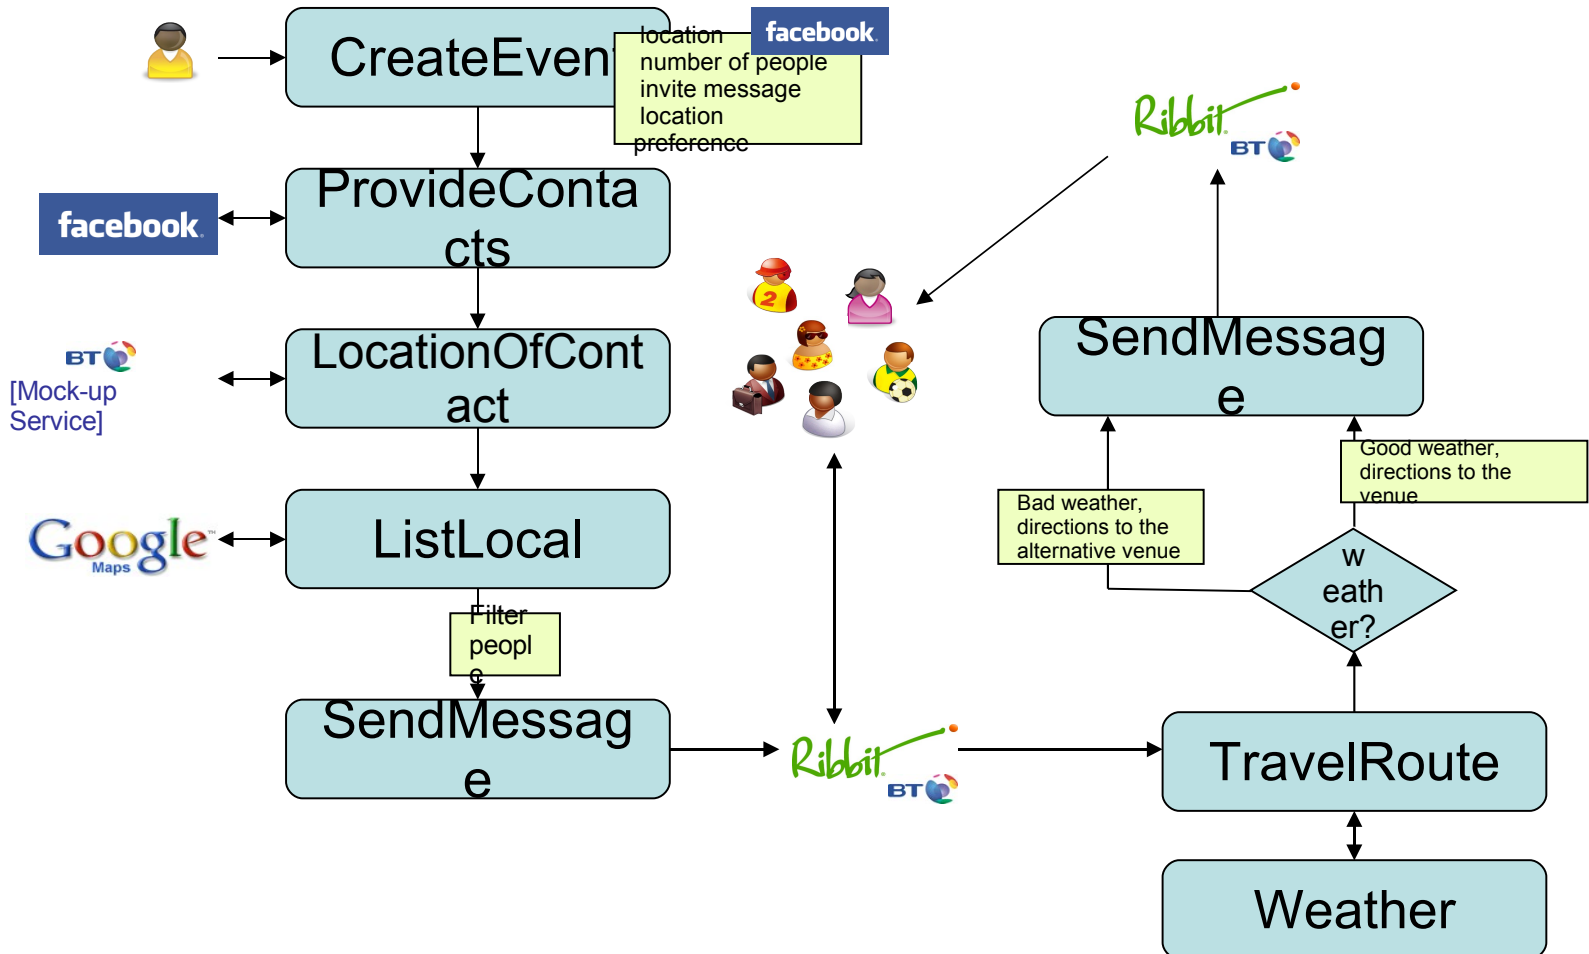 CreateEvent
location
number of people
invite message
location
preference
facebook.
ProvideConta
cts
facebook.
LocationOfCont
act
BT
[Mock-up
Service]
ListLocal
Google™
Maps
Filter
peopl
e
SendMessag
e
Ribbit
BT
TravelRoute
Weather
w
eath
er?
Bad weather,
directions to the
alternative venue
Good weather,
directions to the
venue
SendMessag
e
Ribbit
BT
2